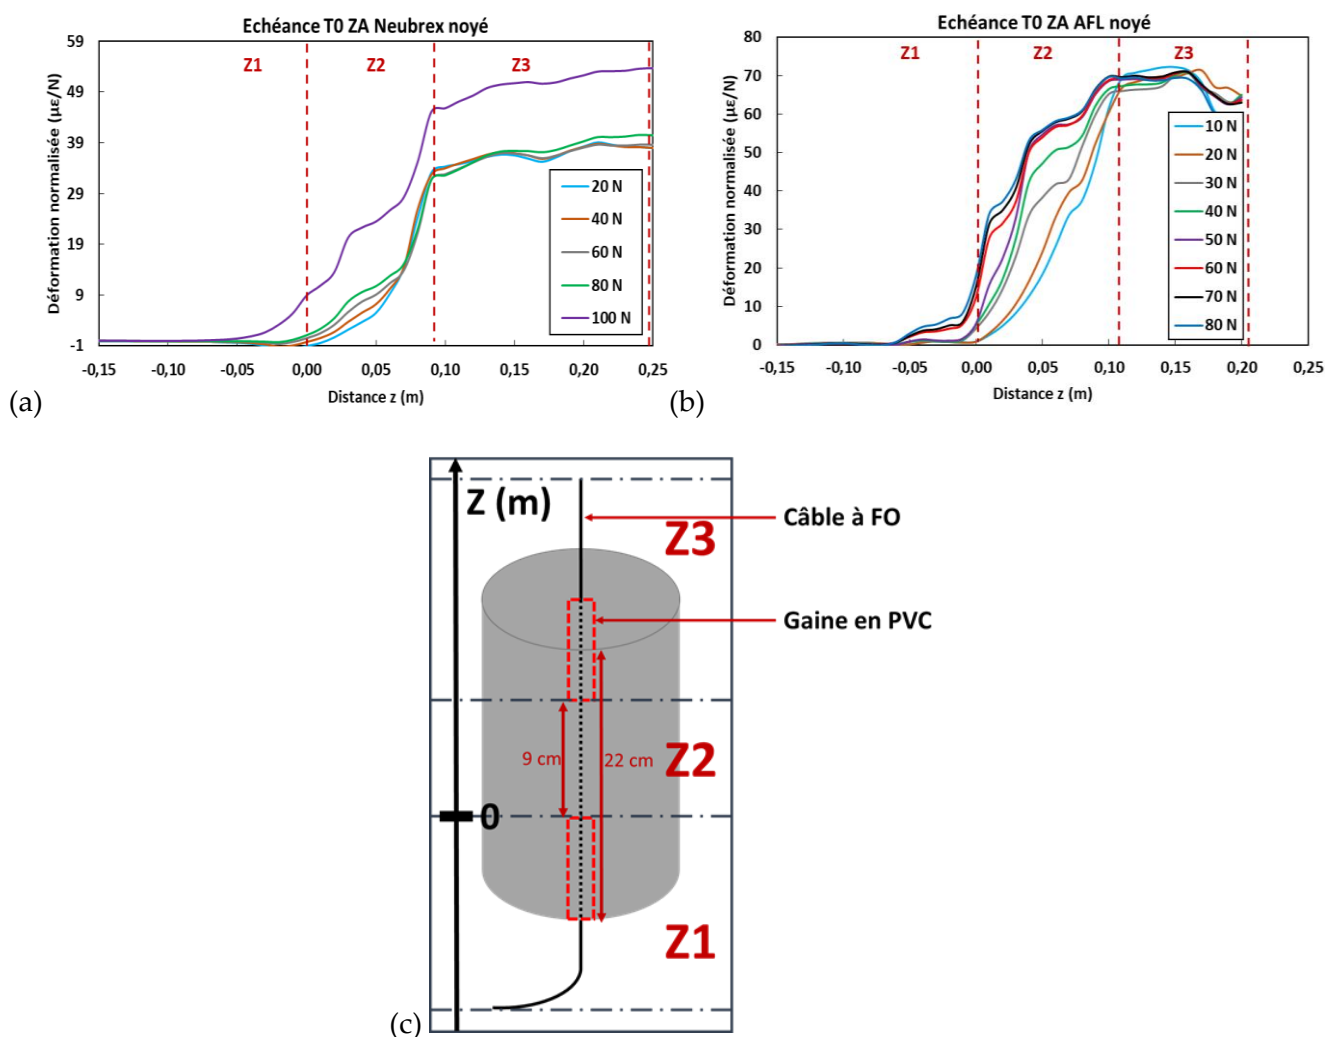 Echéance T0 ZA Neubrex noyé
Déformation normalisée (µε/N)
59
49
39
29
19
9
-1
Z1
Z2
Z3
20 N
40 N
60 N
80 N
100 N
-0,15
-0,10
-0,05
0,00
0,05
0,10
0,15
0,20
0,25
Distance z (m)
(a)
Echéance T0 ZA AFL noyé
Déformation normalisée (µε/N)
80
70
60
50
40
30
20
10
0
Z1
Z2
Z3
10 N
20 N
30 N
40 N
50 N
60 N
70 N
80 N
-0,15
-0,10
-0,05
0,00
0,05
0,10
0,15
0,20
0,25
Distance z (m)
(b)
Z (m)
Câble à FO
Z3
Gaine en PVC
9 cm
22 cm
Z2
0
Z1
(c)